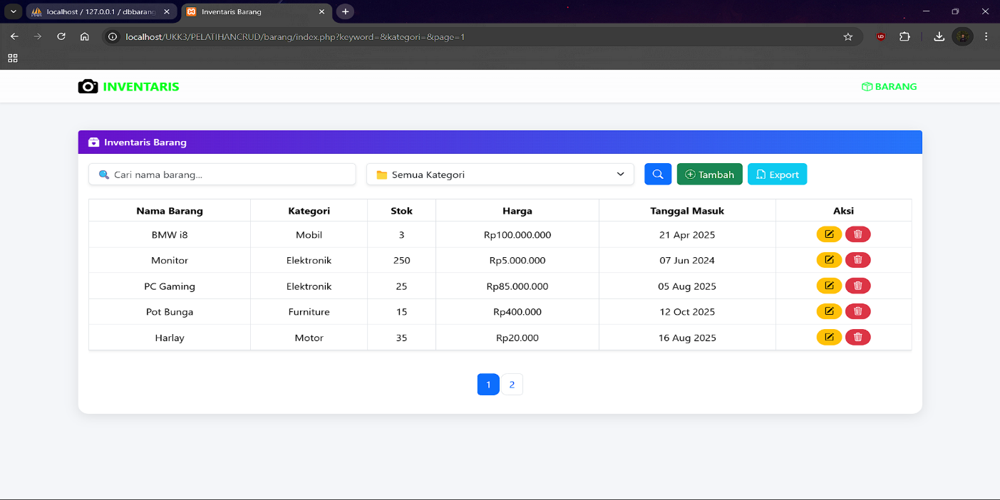 localhost / 127.0.0.1 / dbbarang
Inventaris Barang
localhost/UKK3/PELATIHANCRUD/barang/index.php?keyword=&kategori=&page=1
INVENTARIS
BARANG
Inventaris Barang
Cari nama barang...
Semua Kategori
Tambah
Export
Nama Barang Kategori Stok Harga Tanggal Masuk Aksi
BMW i8 Mobil 3 Rp100.000.000 21 Apr 2025
Monitor Elektronik 250 Rp5.000.000 07 Jun 2024
PC Gaming Elektronik 25 Rp85.000.000 05 Aug 2025
Pot Bunga Furniture 15 Rp400.000 12 Oct 2025
Harlay Motor 35 Rp20.000 16 Aug 2025
1 2